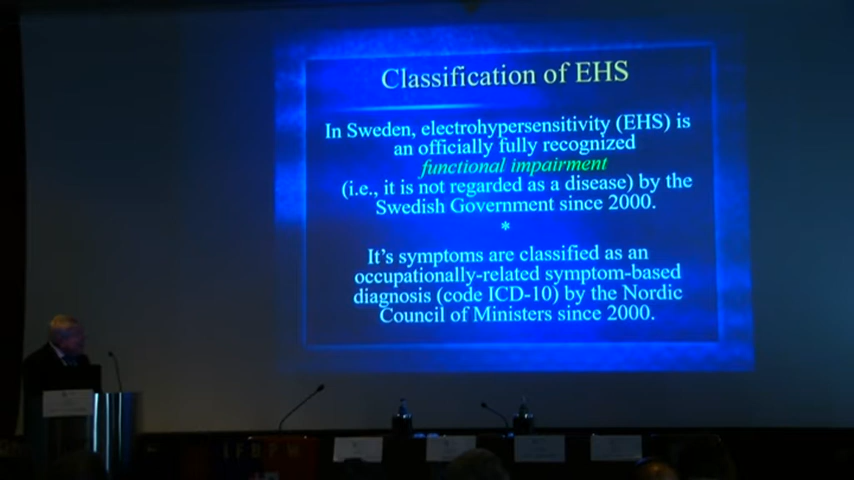 Classification of EHS
In Sweden, electrohypersensitivity (EHS) is
an officially fully recognized
functional impairment
(i.e., it is not regarded as a disease) by the
Swedish Government since 2000.
*
It's symptoms are classified as an
occupationally-related symptom-based
diagnosis (code ICD-10) by the Nordic
Council of Ministers since 2000.